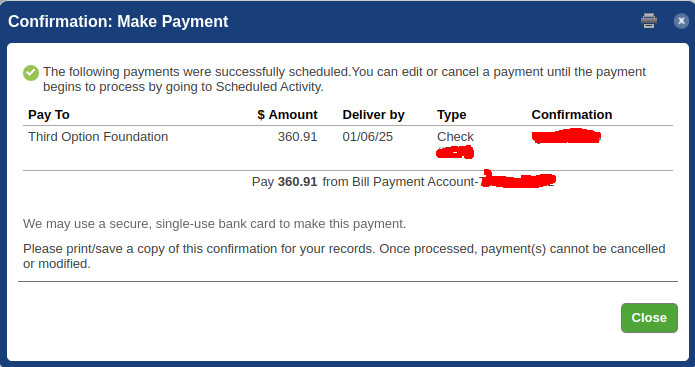 Confirmation: Make Payment
The following payments were successfully scheduled.You can edit or cancel a payment until the payment
begins to process by going to Scheduled Activity.
Pay To $ Amount Deliver by Type Confirmation
Third Option Foundation 360.91 01/06/25 Check
Pay 360.91 from Bill Payment Account-
We may use a secure, single-use bank card to make this payment.
Please print/save a copy of this confirmation for your records. Once processed, payment(s) cannot be cancelled
or modified.
Close